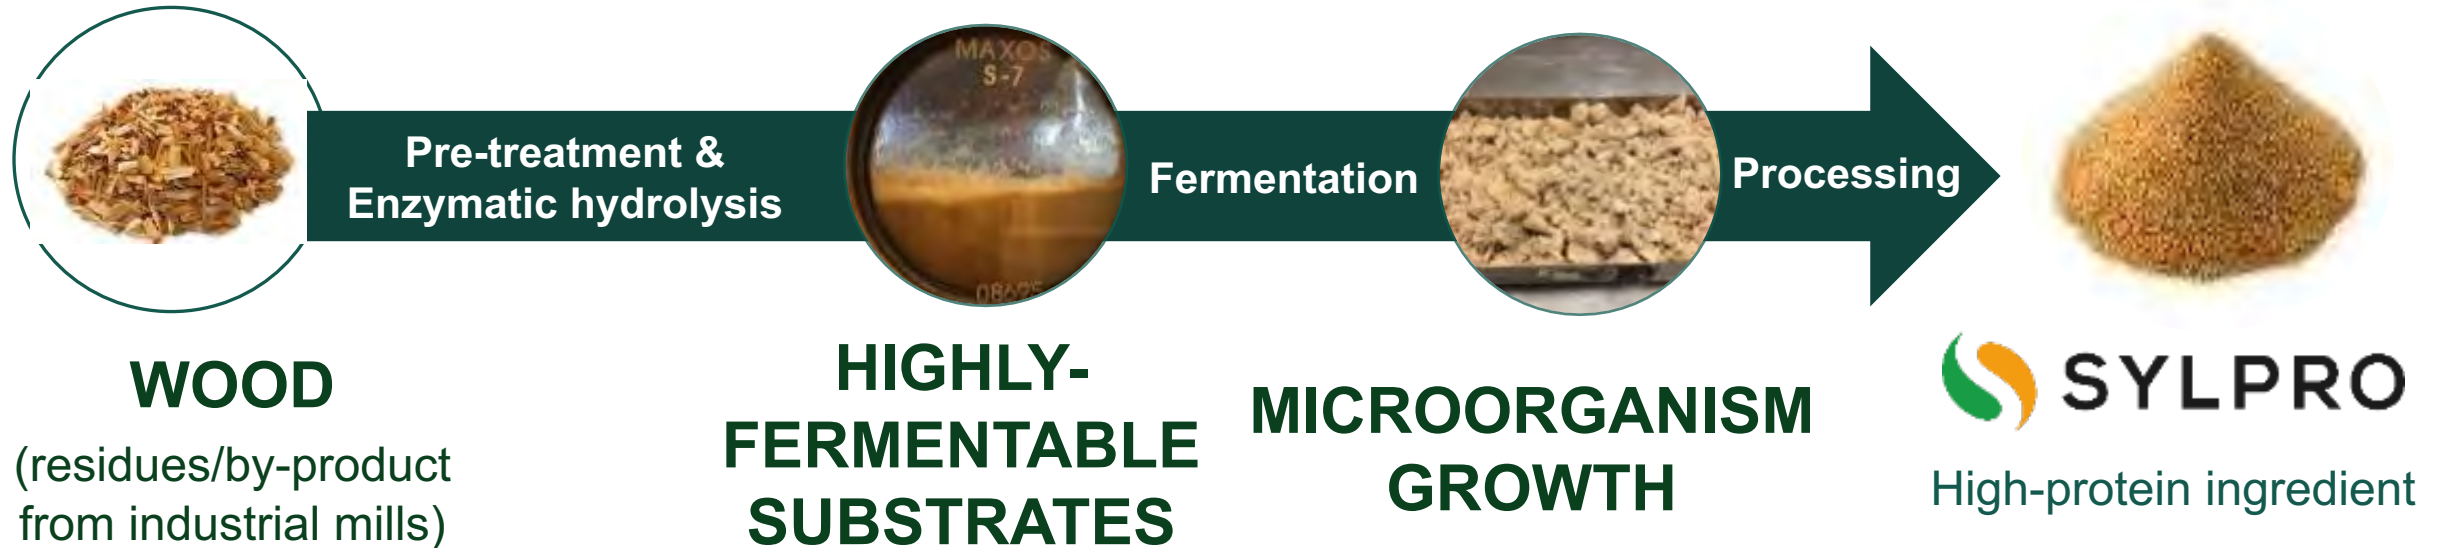 WOOD
(residues/by-product
from industrial mills)
Pre-treatment &
Enzymatic hydrolysis
MAXOS
S-7
HIGHLY-
FERMENTABLE
SUBSTRATES
Fermentation
MICROORGANISM
GROWTH
Processing
SYLPRO
High-protein ingredient